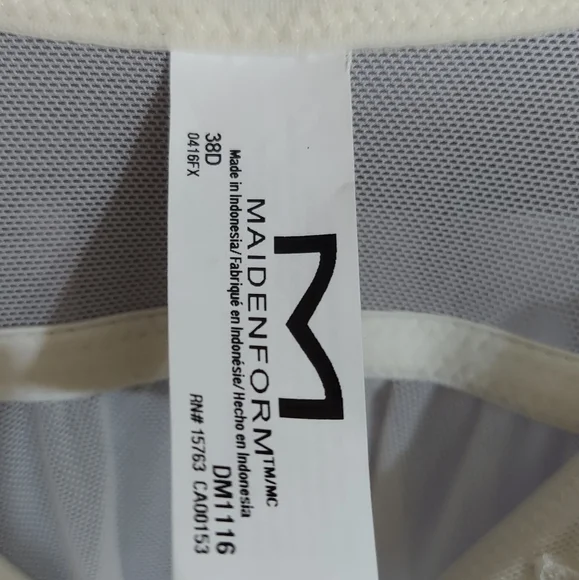 M
MAIDENFORM™/MC
Made in Indonesia/Fabriqué en Indonésie/Hecho en Indonesia
38D DM1116
0416FX RN# 15763 CA00153